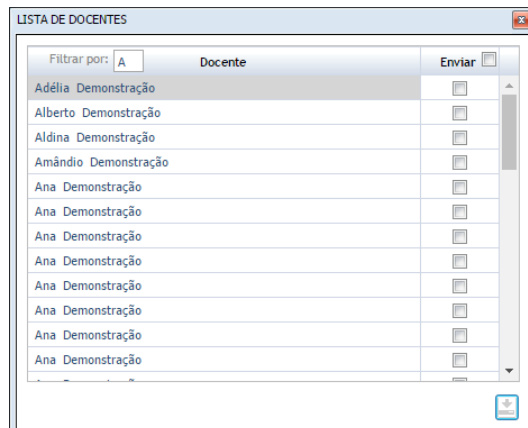 LISTA DE DOCENTES
Filtrar por: A Docente Enviar
Adélia Demonstração
Alberto Demonstração
Aldina Demonstração
Amândio Demonstração
Ana Demonstração
Ana Demonstração
Ana Demonstração
Ana Demonstração
Ana Demonstração
Ana Demonstração
Ana Demonstração
Ana Demonstração